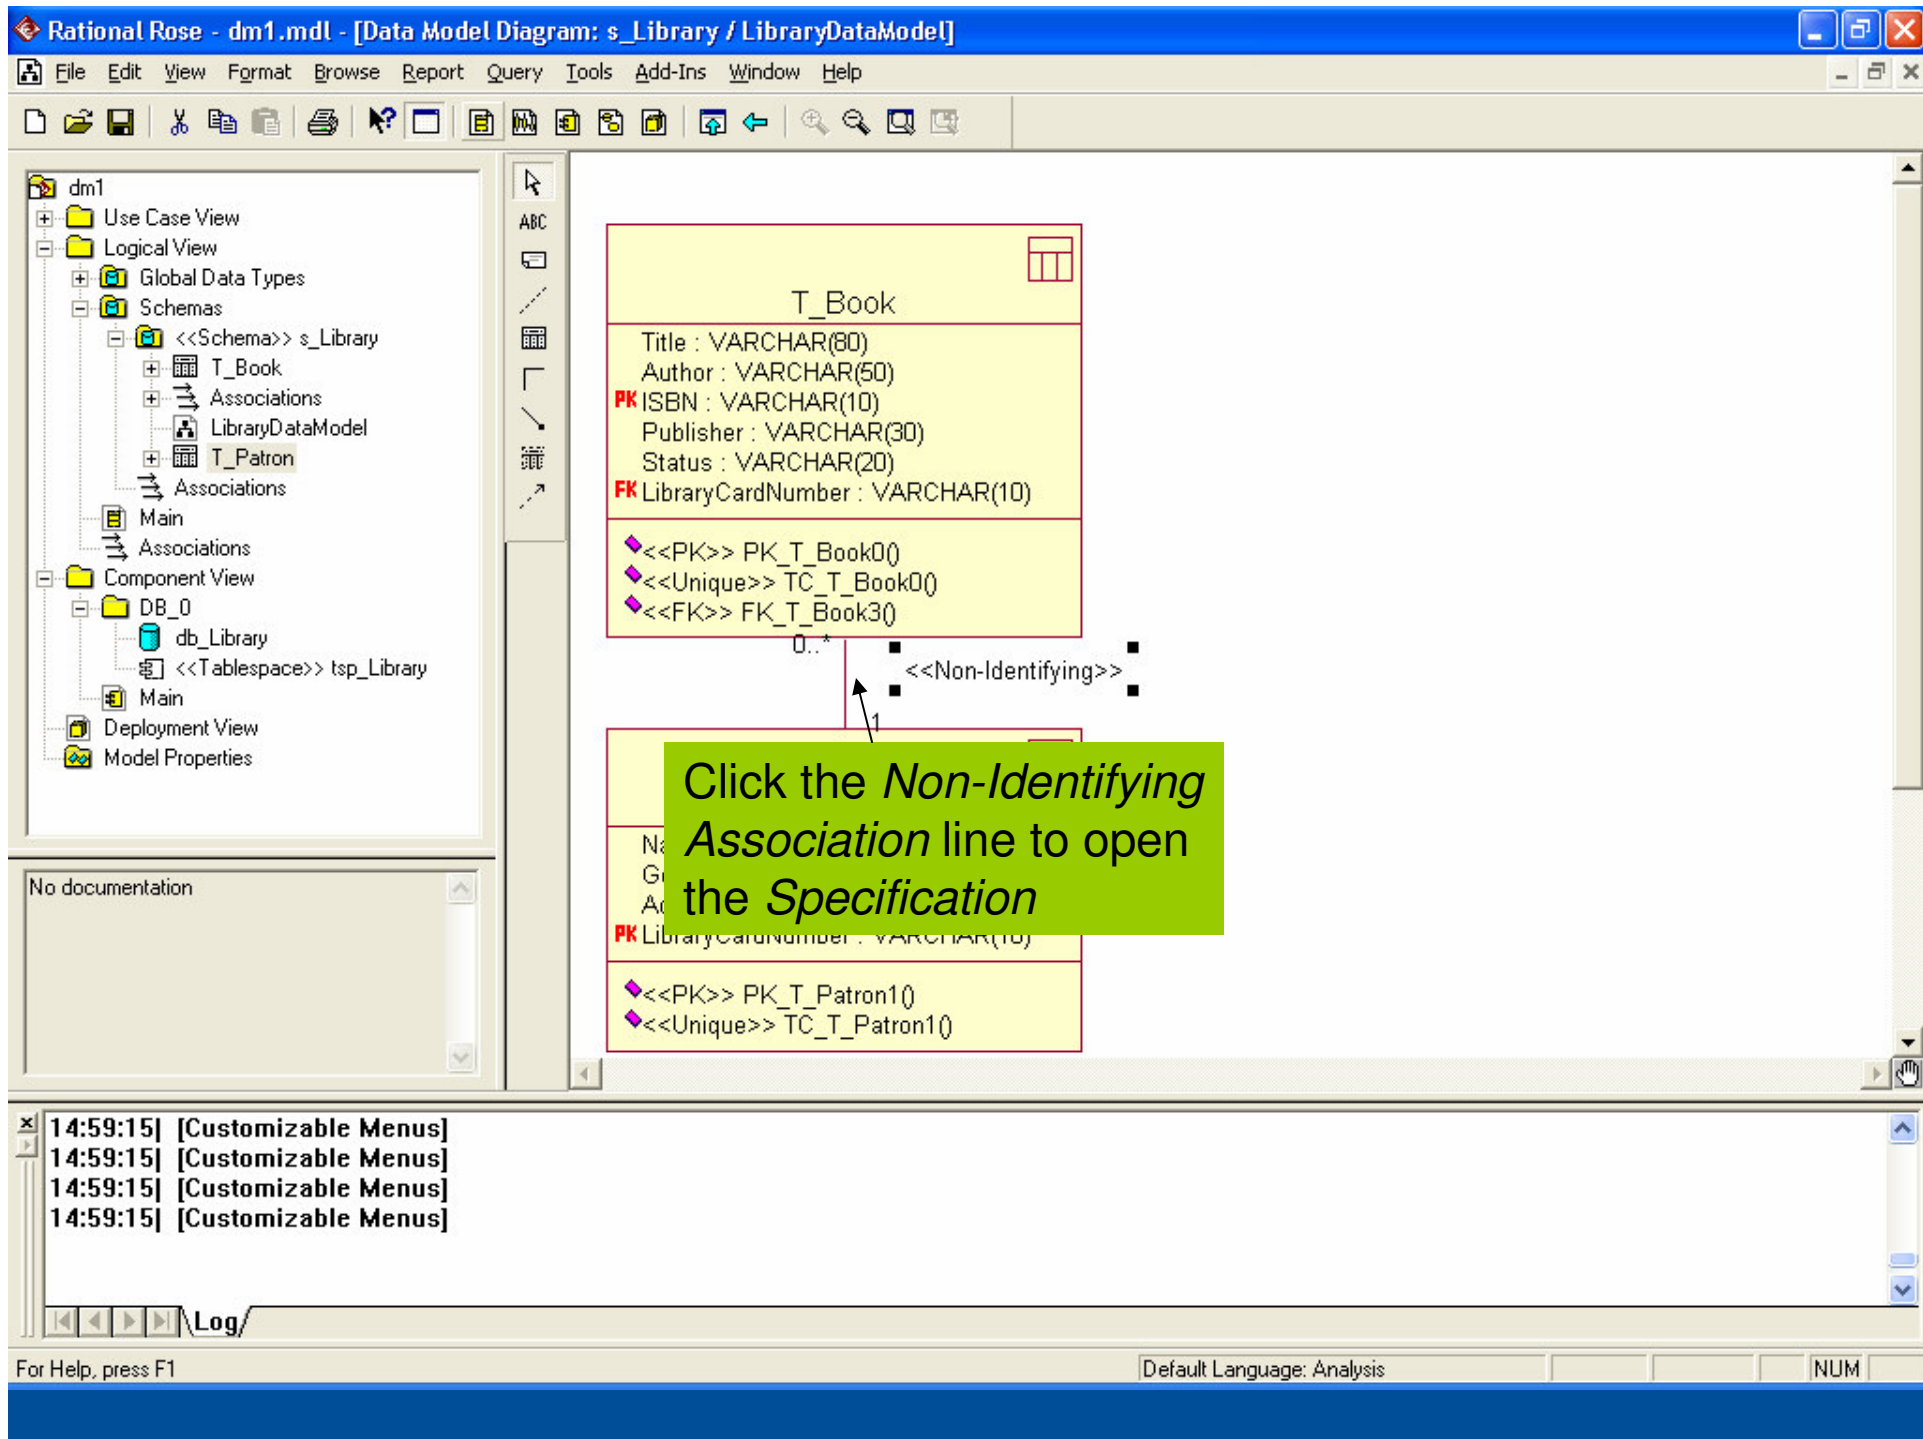 Rational Rose - dm1.mdl - [Data Model Diagram: s_Library / LibraryDataModel]
File Edit View Format Browse Report Query Tools Add-Ins Window Help
dm1
Use Case View
Logical View
Global Data Types
Schemas
<<Schema>> s_Library
T_Book
Associations
LibraryDataModel
T_Patron
Associations
Main
Associations
Component View
DB_0
db_Library
<<Tablespace>> tsp_Library
Main
Deployment View
Model Properties
No documentation
ABC
T_Book
Title : VARCHAR(80)
Author : VARCHAR(50)
PK ISBN : VARCHAR(10)
Publisher : VARCHAR(30)
Status : VARCHAR(20)
FK LibraryCardNumber : VARCHAR(10)
<<PK>> PK_T_Book0()
<<Unique>> TC_T_Book0()
<<FK>> FK_T_Book3()
0..*
<<Non-Identifying>>
1
Click the Non-Identifying
Association line to open
the Specification
PK LibraryCardNumber : VARCHAR(10)
<<PK>> PK_T_Patron1()
<<Unique>> TC_T_Patron1()
14:59:15| [Customizable Menus]
14:59:15| [Customizable Menus]
14:59:15| [Customizable Menus]
14:59:15| [Customizable Menus]
Log
For Help, press F1
Default Language: Analysis
NUM